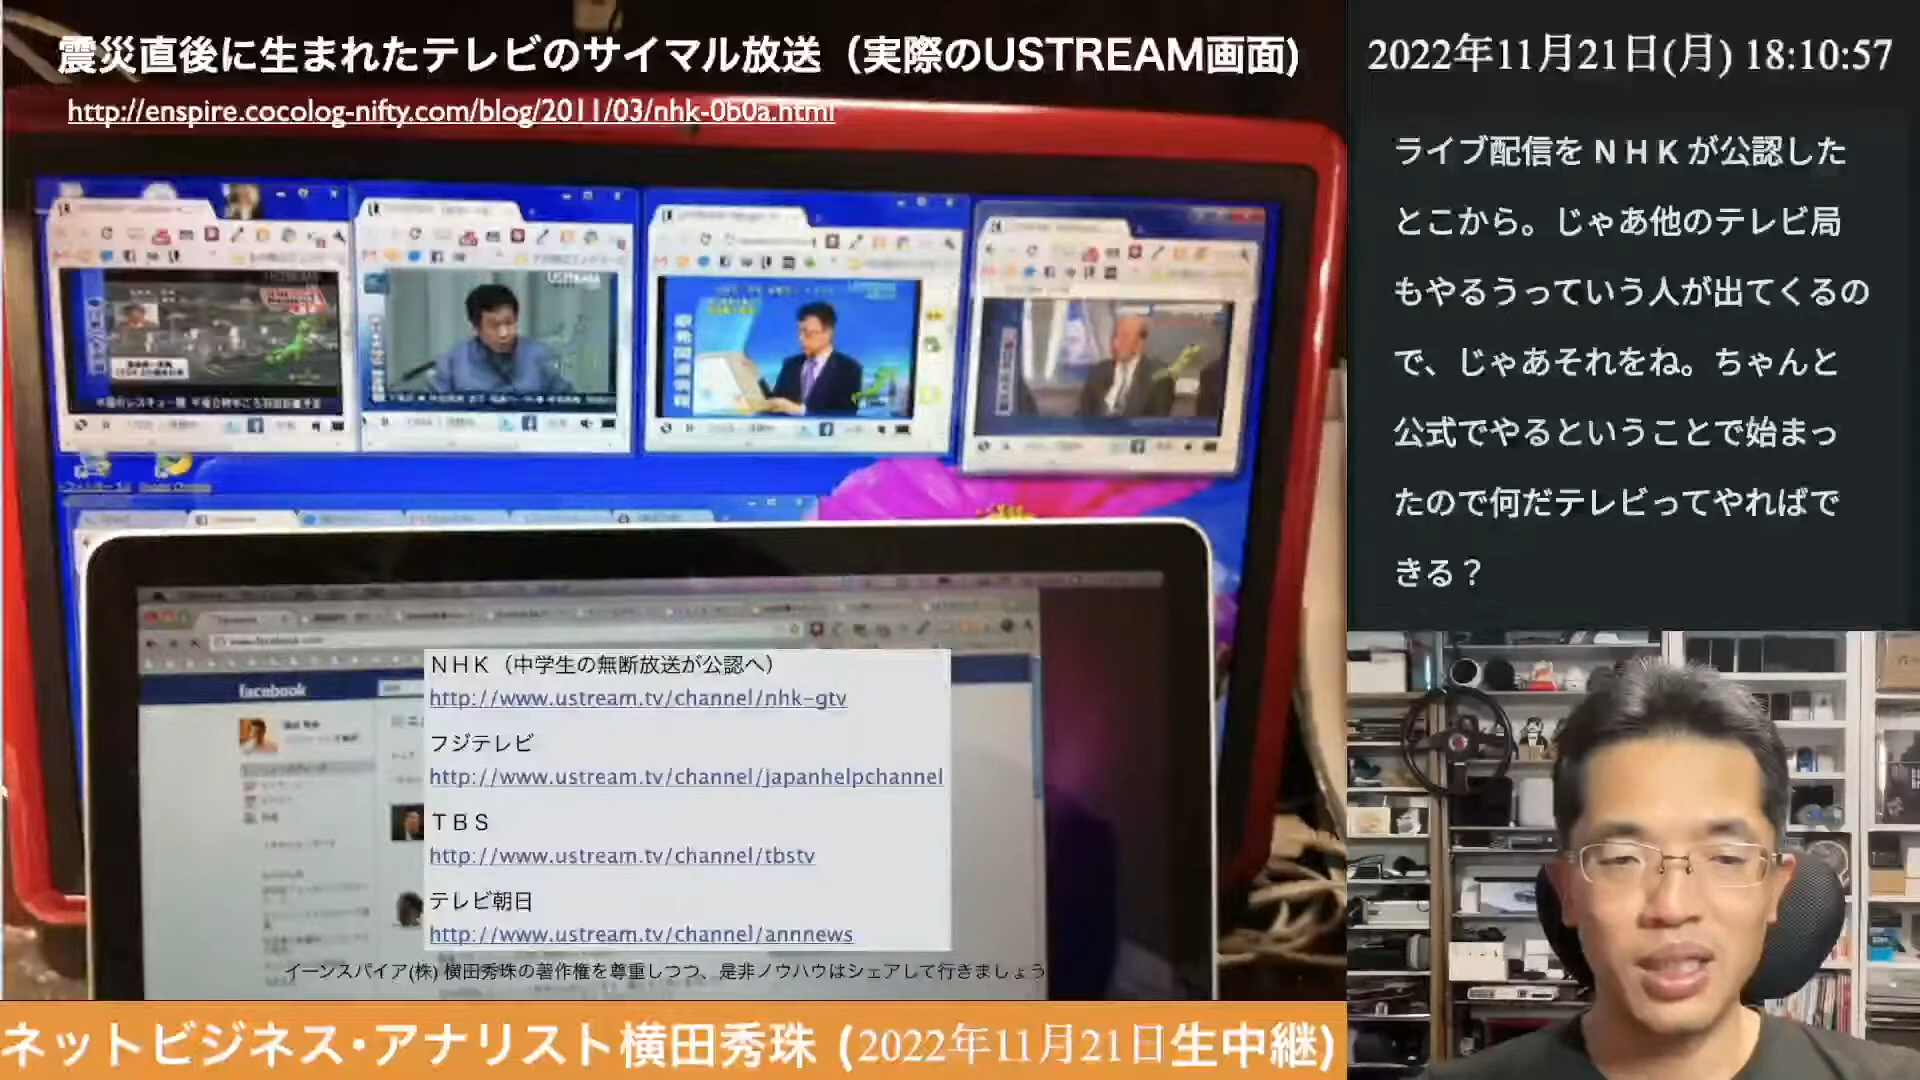 震災直後に生まれたテレビのサイマル放送（実際のUSTREAM画面)
http://enspire.cocolog-nifty.com/blog/2011/03/nhk-0b0a.html
2022年11月21日(月) 18:10:57
ライブ配信をＮＨＫが公認した
とこから。じゃあ他のテレビ局
もやるうっていう人が出てくるの
で、じゃあそれをね。ちゃんと
公式でやるということで始まっ
たので何だテレビってやればで
きる？
facebook
ＮＨＫ（中学生の無断放送が公認へ）
http://www.ustream.tv/channel/nhk-gtv
フジテレビ
http://www.ustream.tv/channel/japanhelpchannel
ＴＢＳ
http://www.ustream.tv/channel/tbstv
テレビ朝日
http://www.ustream.tv/channel/annnews
イーンスパイア(株) 横田秀珠の著作権を尊重しつつ、是非ノウハウはシェアして行きましょう
ネットビジネス･アナリスト横田秀珠 (2022年11月21日生中継)